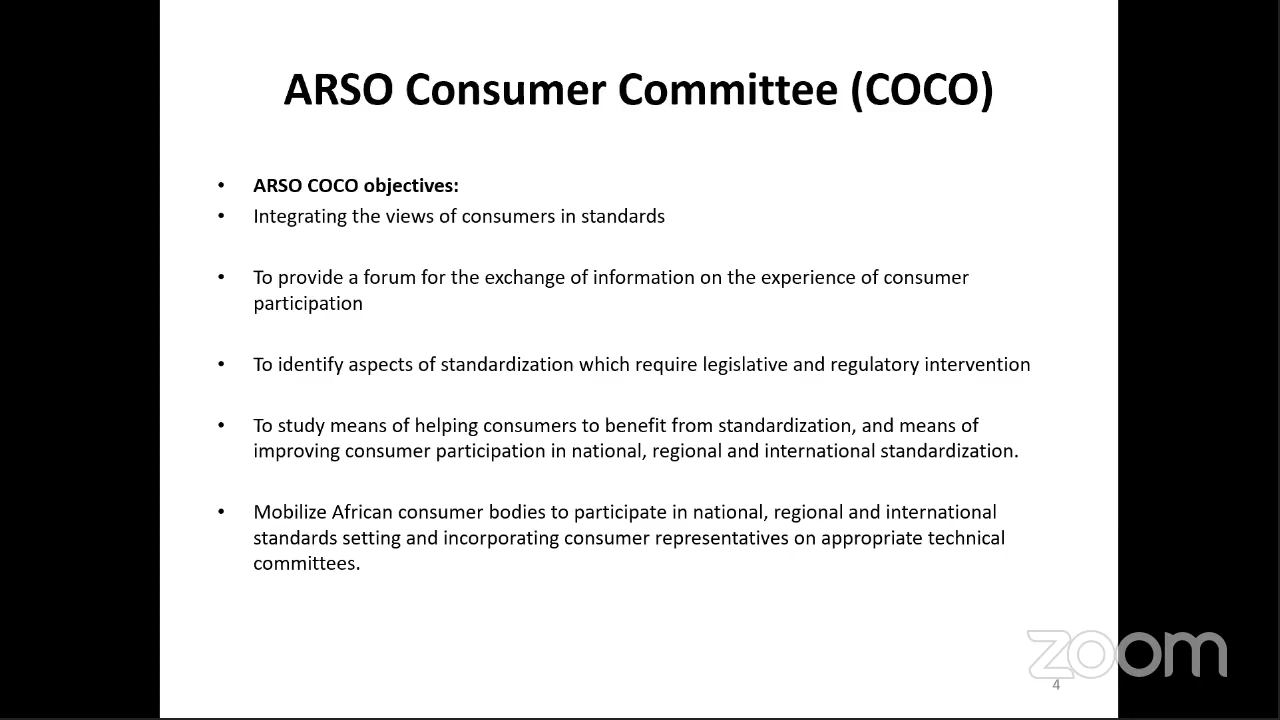 ARSO Consumer Committee (COCO)
• ARSO COCO objectives:
• Integrating the views of consumers in standards
• To provide a forum for the exchange of information on the experience of consumer
participation
• To identify aspects of standardization which require legislative and regulatory intervention
• To study means of helping consumers to benefit from standardization, and means of
improving consumer participation in national, regional and international standardization.
• Mobilize African consumer bodies to participate in national, regional and international
standards setting and incorporating consumer representatives on appropriate technical
committees.
zoom
4